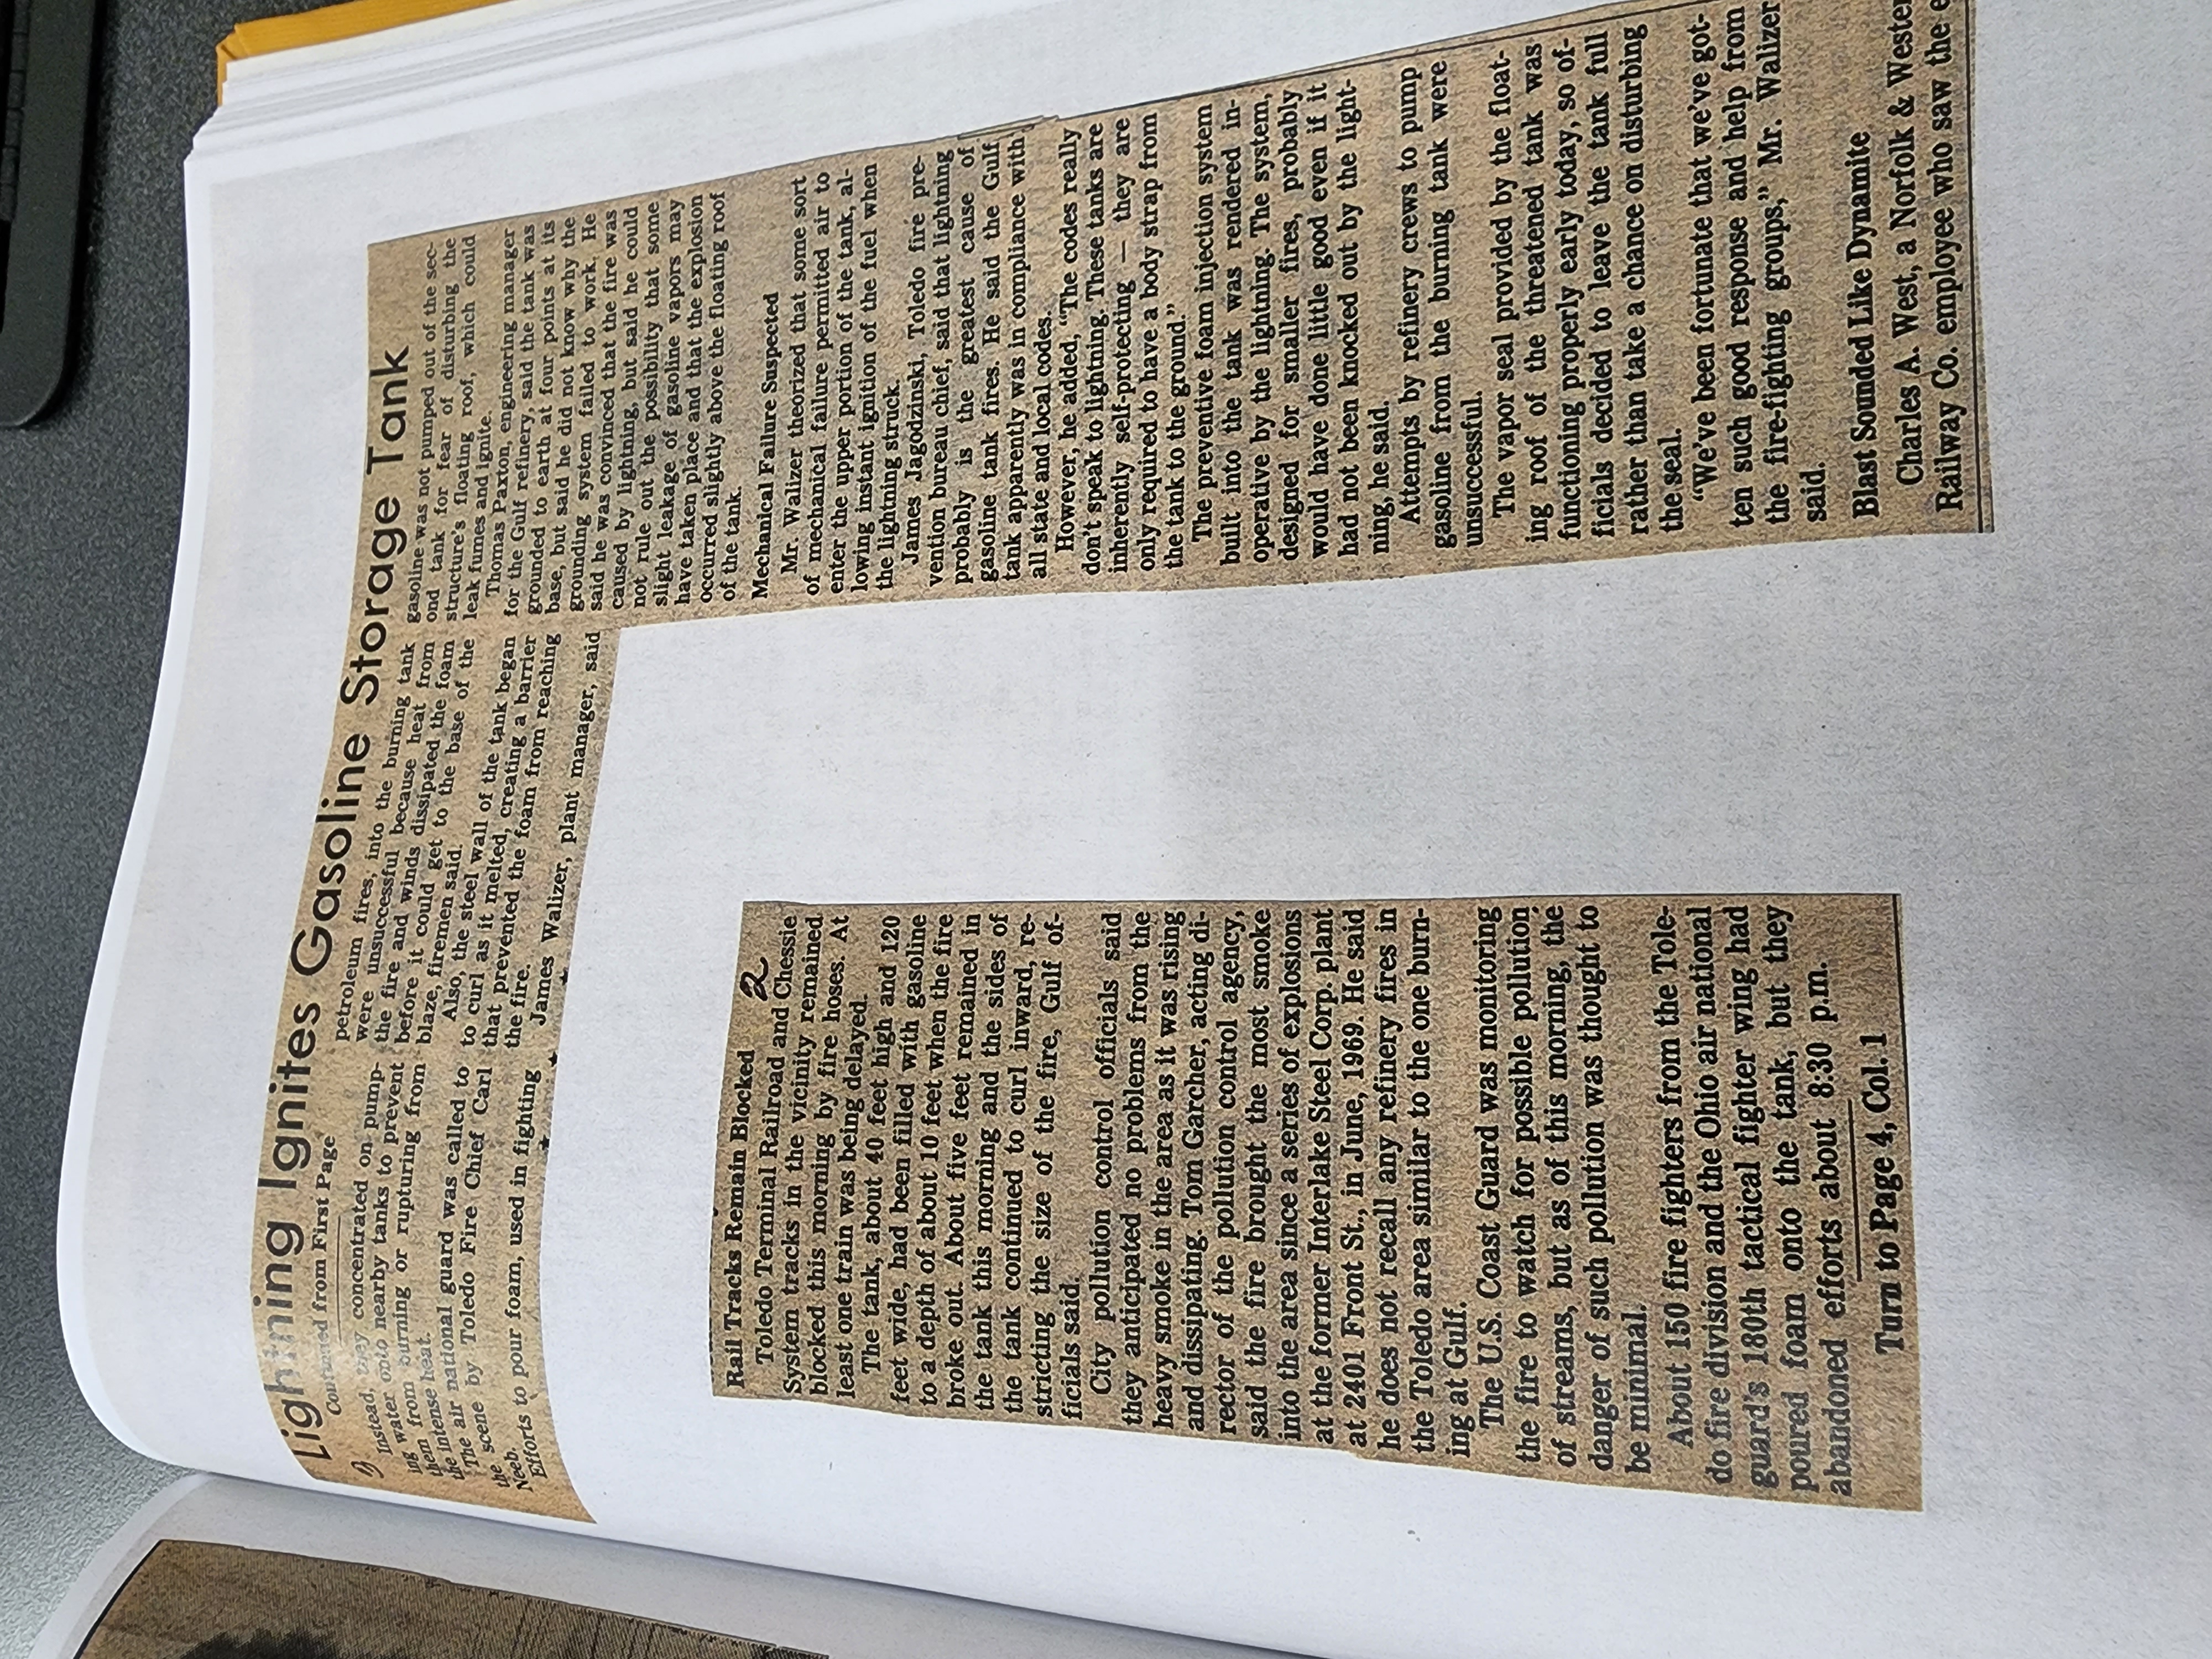 Lightning Ignites Gasoline Storage Tank
Continued from First Page
3
Instead, they concentrated on pump-
ing water onto nearby tanks to prevent
them from burning or rupturing from
the intense heat.
The air national guard was called to
the scene by Toledo Fire Chief Carl
Neeb.
Efforts to pour foam, used in fighting
petroleum fires, into the burning tank
were unsuccessful because heat from
the fire and winds dissipated the foam
before it could get to the base of the
blaze, firemen said.
Also, the steel wall of the tank began
to curl as it melted, creating a barrier
that prevented the foam from reaching
the fire.
James Walizer, plant manager, said
gasoline was not pumped out of the sec-
ond tank for fear of disturbing the
structure's floating roof, which could
leak fumes and ignite.
Thomas Paxton, engineering manager
for the Gulf refinery, said the tank was
grounded to earth at four points at its
base, but said he did not know why the
grounding system failed to work. He
said he was convinced that the fire was
caused by lightning, but said he could
not rule out the possibility that some
slight leakage of gasoline vapors may
have taken place and that the explosion
occurred slightly above the floating roof
of the tank.
Mechanical Failure Suspected
Mr. Walizer theorized that some sort
of mechanical failure permitted air to
enter the upper portion of the tank, al-
lowing instant ignition of the fuel when
the lightning struck.
James Jagodzinski, Toledo fire pre-
vention bureau chief, said that lightning
probably is the greatest cause of
gasoline tank fires. He said the Gulf
tank apparently was in compliance with
all state and local codes.
However, he added, "The codes really
don't speak to lightning. These tanks are
inherently self-protecting — they are
only required to have a body strap from
the tank to the ground."
The preventive foam injection system
built into the tank was rendered in-
operative by the lightning. The system,
designed for smaller fires, probably
would have done little good even if it
had not been knocked out by the light-
ning, he said.
Attempts by refinery crews to pump
gasoline from the burning tank were
unsuccessful.
The vapor seal provided by the float-
ing roof of the threatened tank was
functioning properly early today, so of-
ficials decided to leave the tank full
rather than take a chance on disturbing
the seal.
"We've been fortunate that we've got-
ten such good response and help from
the fire-fighting groups," Mr. Walizer
said.
Blast Sounded Like Dynamite
Charles A. West, a Norfolk & Wester
Railway Co. employee who saw the e
2
Rail Tracks Remain Blocked
Toledo Terminal Railroad and Chessie
System tracks in the vicinity remained
blocked this morning by fire hoses. At
least one train was being delayed.
The tank, about 40 feet high and 120
feet wide, had been filled with gasoline
to a depth of about 10 feet when the fire
broke out. About five feet remained in
the tank this morning and the sides of
the tank continued to curl inward, re-
stricting the size of the fire, Gulf of-
ficials said.
City pollution control officials said
they anticipated no problems from the
heavy smoke in the area as it was rising
and dissipating. Tom Garcher, acting di-
rector of the pollution control agency,
said the fire brought the most smoke
into the area since a series of explosions
at the former Interlake Steel Corp. plant
at 2401 Front St., in June, 1969. He said
he does not recall any refinery fires in
the Toledo area similar to the one burn-
ing at Gulf.
The U.S. Coast Guard was monitoring
the fire to watch for possible pollution
of streams, but as of this morning, the
danger of such pollution was thought to
be minimal.
About 150 fire fighters from the Tole-
do fire division and the Ohio air national
guard's 180th tactical fighter wing had
poured foam onto the tank, but they
abandoned efforts about 8:30 p.m.
Turn to Page 4, Col. 1